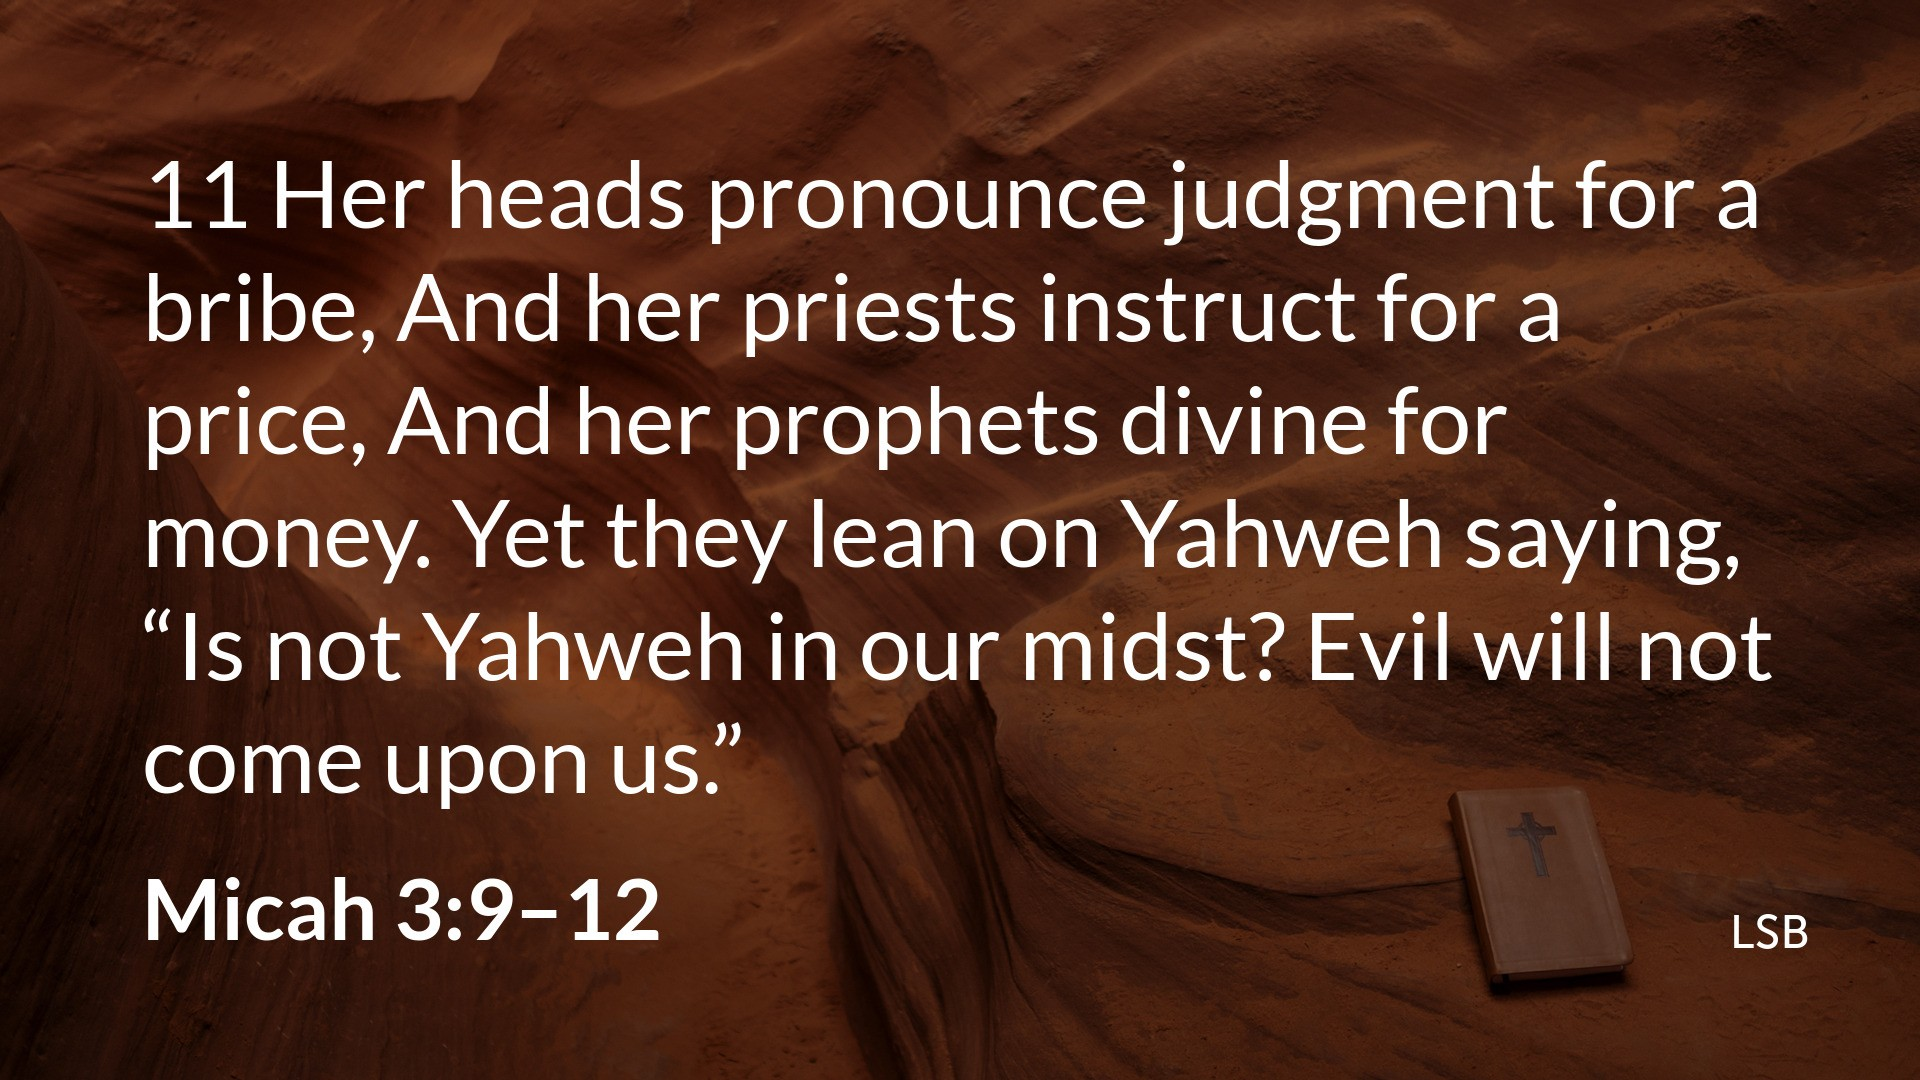 11 Her heads pronounce judgment for a
bribe, And her priests instruct for a
price, And her prophets divine for
money. Yet they lean on Yahweh saying,
“Is not Yahweh in our midst? Evil will not
come upon us.”
Micah 3:9–12
LSB